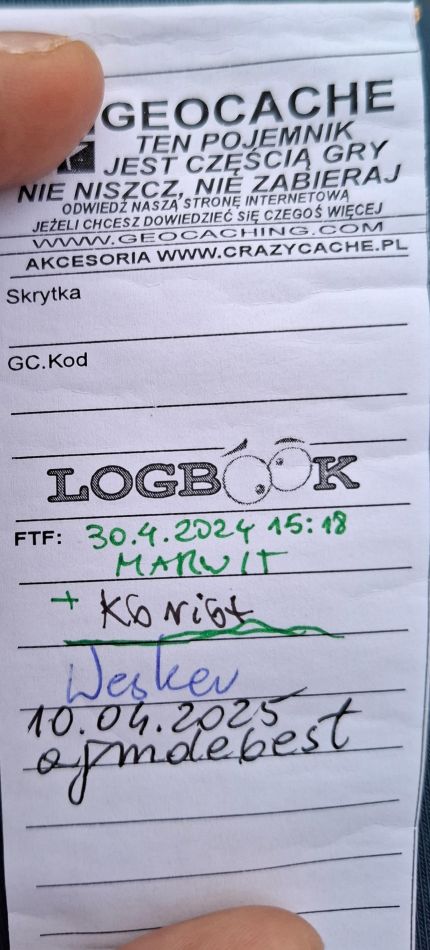 GEOCACHE
TEN POJEMNIK
JEST CZĘŚCIĄ GRY
NIE NISZCZ, NIE ZABIERAJ
ODWIEDŹ NASZĄ STRONĘ INTERNETOWĄ
JEŻELI CHCESZ DOWIEDZIEĆ SIĘ CZEGOŚ WIĘCEJ
WWW.GEOCACHING.COM
AKCESORIA WWW.CRAZYCACHE.PL
Skrytka
GC.Kod
LOGBOOK
FTF: 30.4.2024 15:18
MARWIT
+
Wesker
10.04.2025
ajmdebest